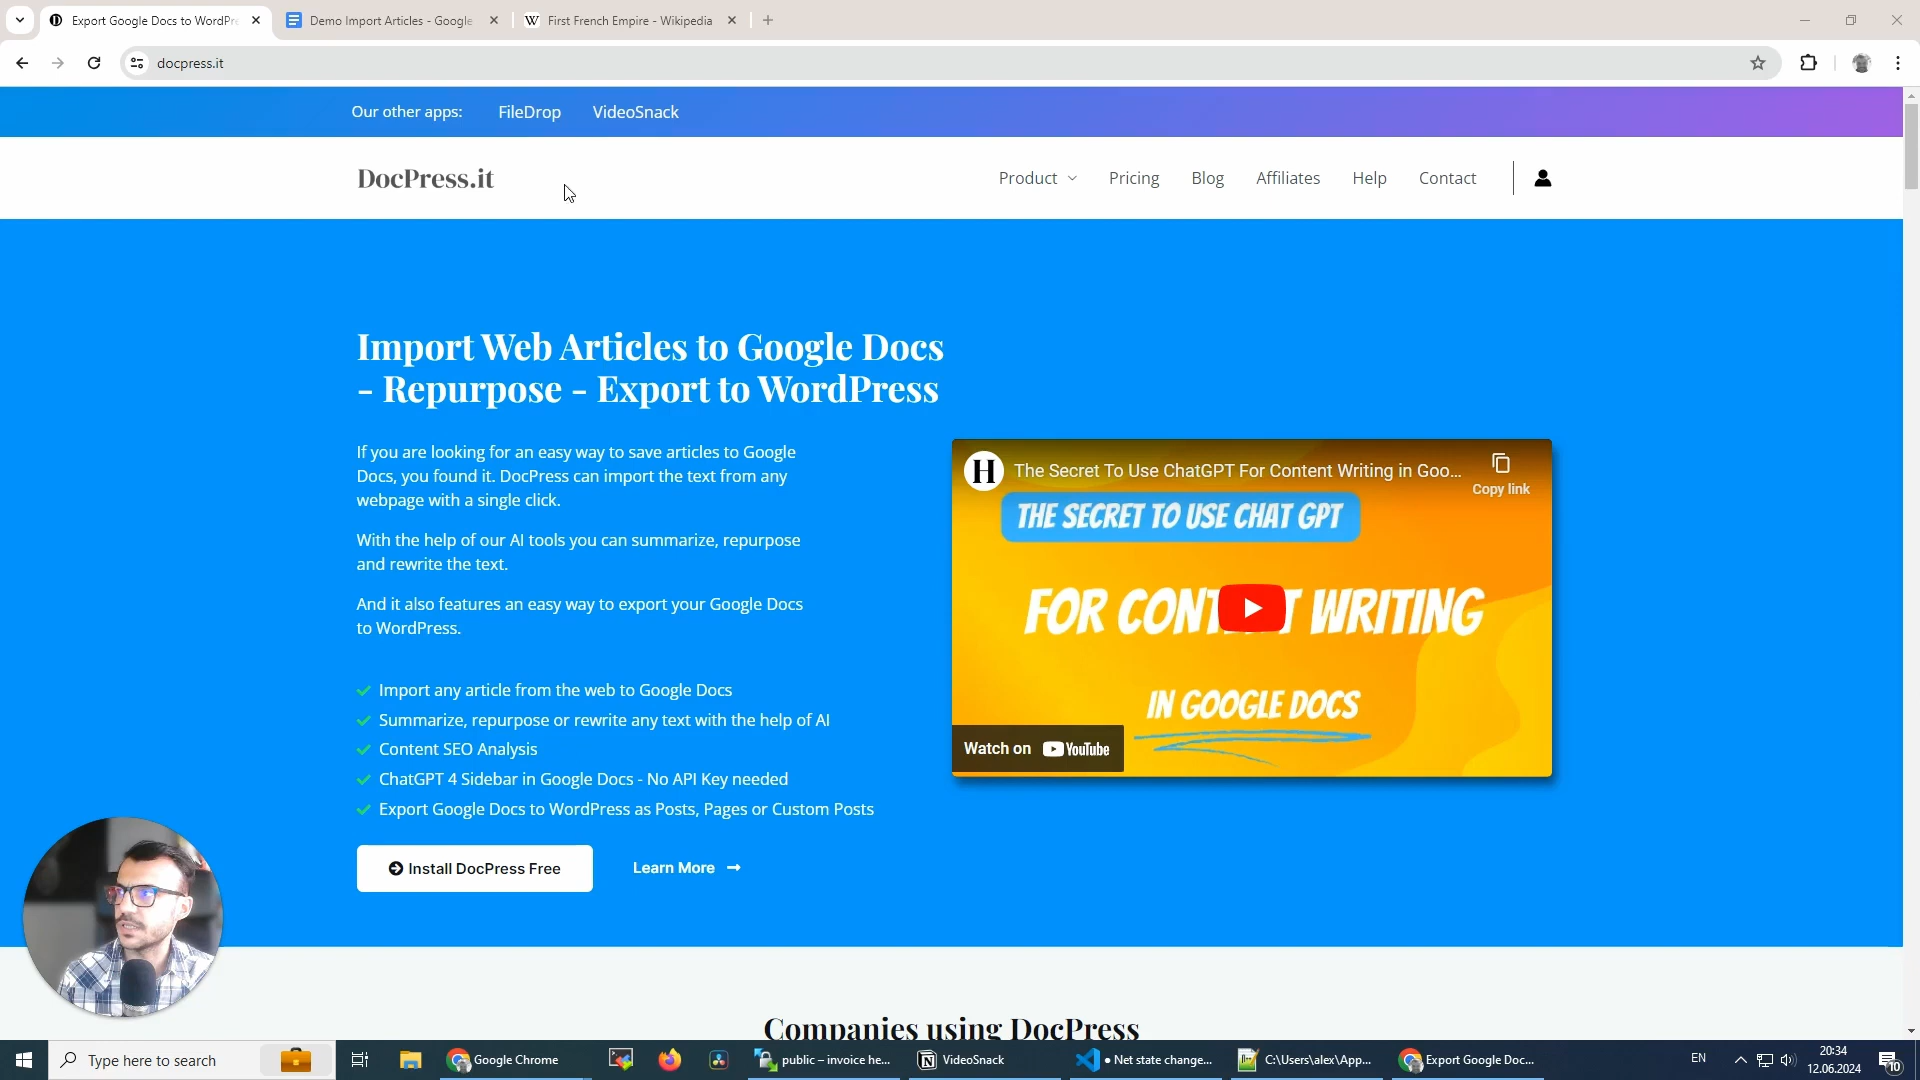 Export Google Docs to WordPre
Demo Import Articles - Google
First French Empire - Wikipedia
docpress.it
Our other apps:
FileDrop
VideoSnack
DocPress.it
Product
Pricing
Blog
Affiliates
Help
Contact
Import Web Articles to Google Docs
- Repurpose - Export to WordPress
If you are looking for an easy way to save articles to Google
Docs, you found it. DocPress can import the text from any
webpage with a single click.
With the help of our AI tools you can summarize, repurpose
and rewrite the text.
And it also features an easy way to export your Google Docs
to WordPress.
Import any article from the web to Google Docs
Summarize, repurpose or rewrite any text with the help of AI
Content SEO Analysis
ChatGPT 4 Sidebar in Google Docs - No API Key needed
Export Google Docs to WordPress as Posts, Pages or Custom Posts
Install DocPress Free
Learn More
H
The Secret To Use ChatGPT For Content Writing in Goo...
Copy link
THE SECRET TO USE CHAT GPT
FOR CONTENT WRITING
IN GOOGLE DOCS
Watch on YouTube
Companies using DocPress
Type here to search
Google Chrome
public – invoice he...
VideoSnack
● Net state change...
C:\Users\alex\App...
Export Google Doc...
EN
20:34
12.06.2024
10